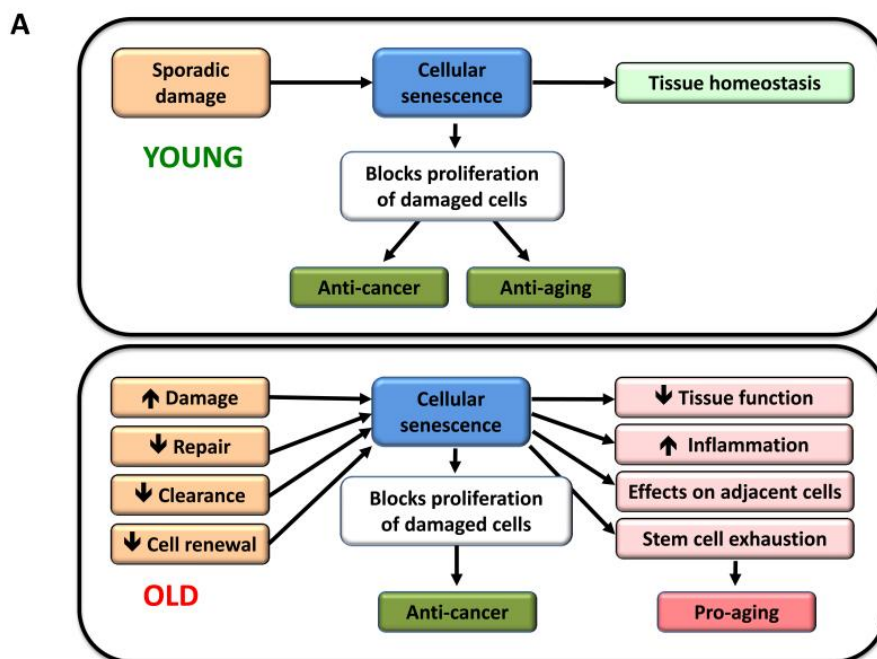 A
Sporadic
damage
Cellular
senescence
Tissue homeostasis
YOUNG
Blocks proliferation
of damaged cells
Anti-cancer
Anti-aging
↑ Damage
↓ Repair
↓ Clearance
↓ Cell renewal
OLD
Cellular
senescence
Blocks proliferation
of damaged cells
Anti-cancer
↓ Tissue function
↑ Inflammation
Effects on adjacent cells
Stem cell exhaustion
Pro-aging